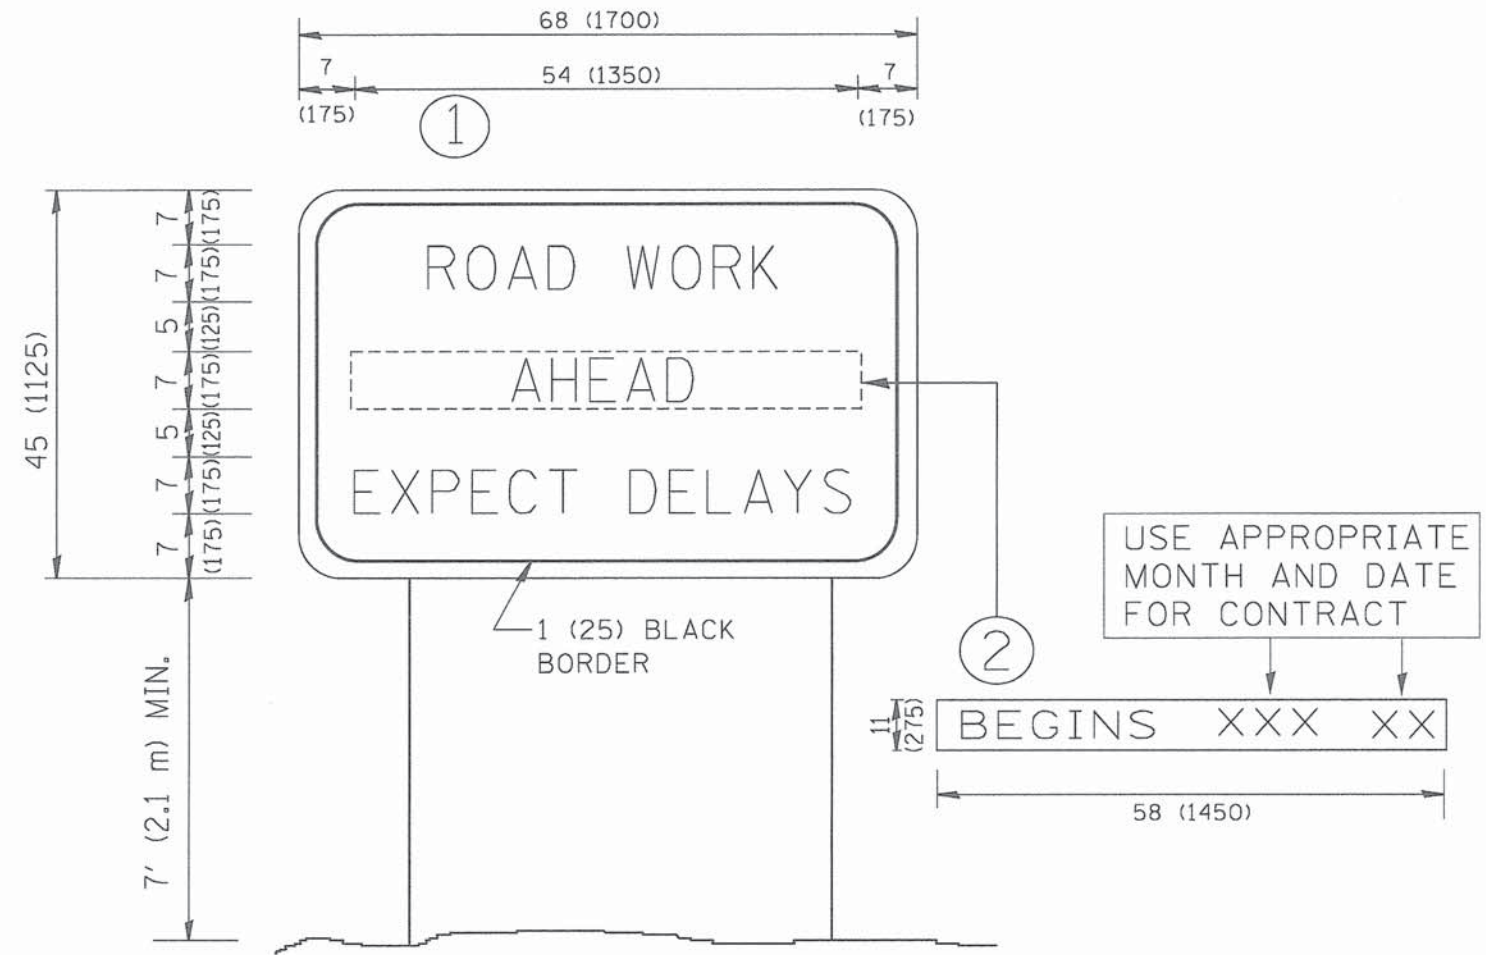 68 (1700)
7
54 (1350)
7
(175)
(175)
1
7 (175)
7 (175)
5 (125)
7 (175)
5 (125)
7 (175)
7 (175)
45 (1125)
ROAD WORK
AHEAD
EXPECT DELAYS
1 (25) BLACK
BORDER
7' (2.1 m) MIN.
USE APPROPRIATE
MONTH AND DATE
FOR CONTRACT
2
11
(275)
BEGINS XXX XX
58 (1450)